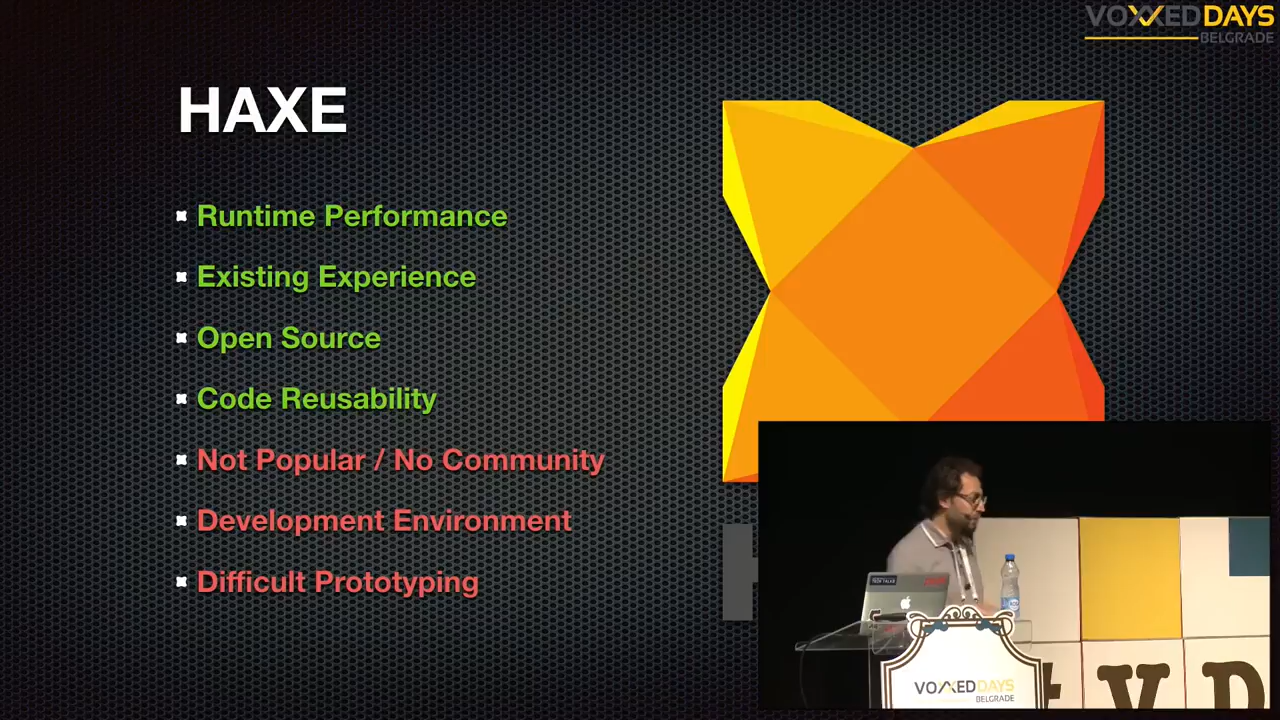 VOXXED DAYS
BELGRADE
HAXE
Runtime Performance
Existing Experience
Open Source
Code Reusability
Not Popular / No Community
Development Environment
Difficult Prototyping
VOXXED DAYS
BELGRADE